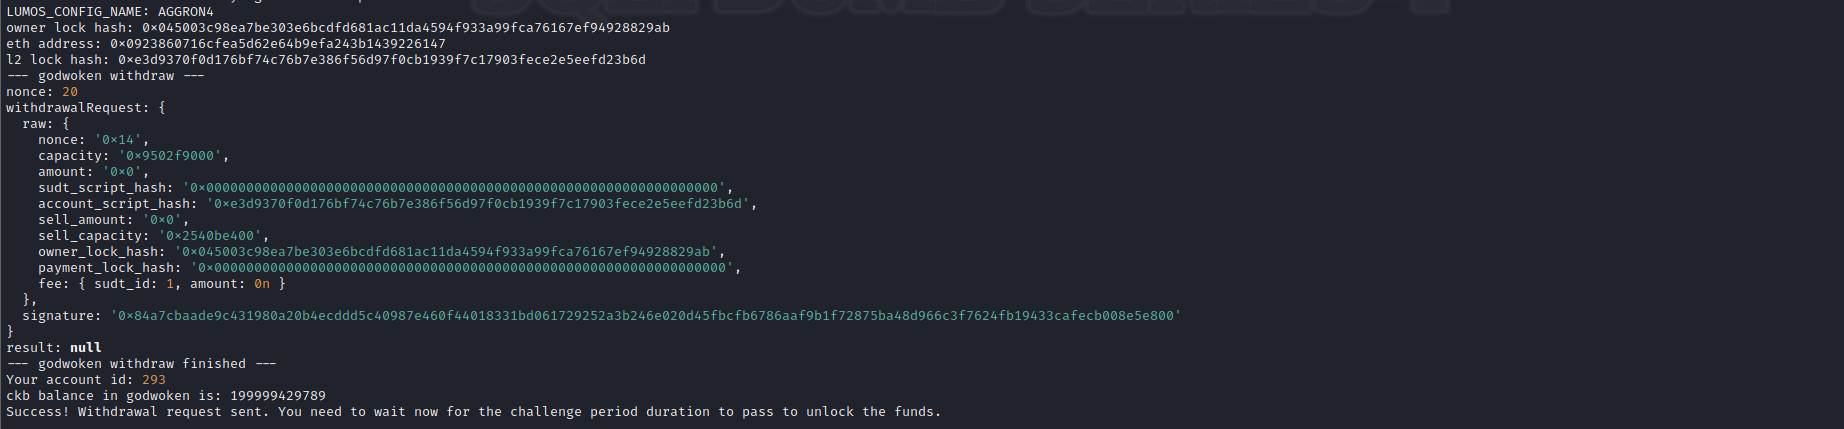 LUMOS_CONFIG_NAME: AGGRON4
owner lock hash: 0×045003c98ea7be303e6bcdfd681ac11da4594f933a99fca76167ef94928829ab
eth address: 0×0923860716cfea5d62e64b9efa243b1439226147
l2 lock hash: 0×e3d9370f0d176bf74c76b7e386f56d97f0cb1939f7c17903fece2e5eefd23b6d
--- godwoken withdraw ---
nonce: 20
withdrawalRequest: {
  raw: {
    nonce: '0×14',
    capacity: '0×9502f9000',
    amount: '0×0',
    sudt_script_hash: '0×0000000000000000000000000000000000000000000000000000000000000000',
    account_script_hash: '0×e3d9370f0d176bf74c76b7e386f56d97f0cb1939f7c17903fece2e5eefd23b6d',
    sell_amount: '0×0',
    sell_capacity: '0×2540be400',
    owner_lock_hash: '0×045003c98ea7be303e6bcdfd681ac11da4594f933a99fca76167ef94928829ab',
    payment_lock_hash: '0×0000000000000000000000000000000000000000000000000000000000000000',
    fee: { sudt_id: 1, amount: 0n }
  },
  signature: '0×84a7cbaade9c431980a20b4ecddd5c40987e460f44018331bd061729252a3b246e020d45fbcfb6786aaf9b1f72875ba48d966c3f7624fb19433cafecb008e5e800'
}
result: null
--- godwoken withdraw finished ---
Your account id: 293
ckb balance in godwoken is: 199999429789
Success! Withdrawal request sent. You need to wait now for the challenge period duration to pass to unlock the funds.